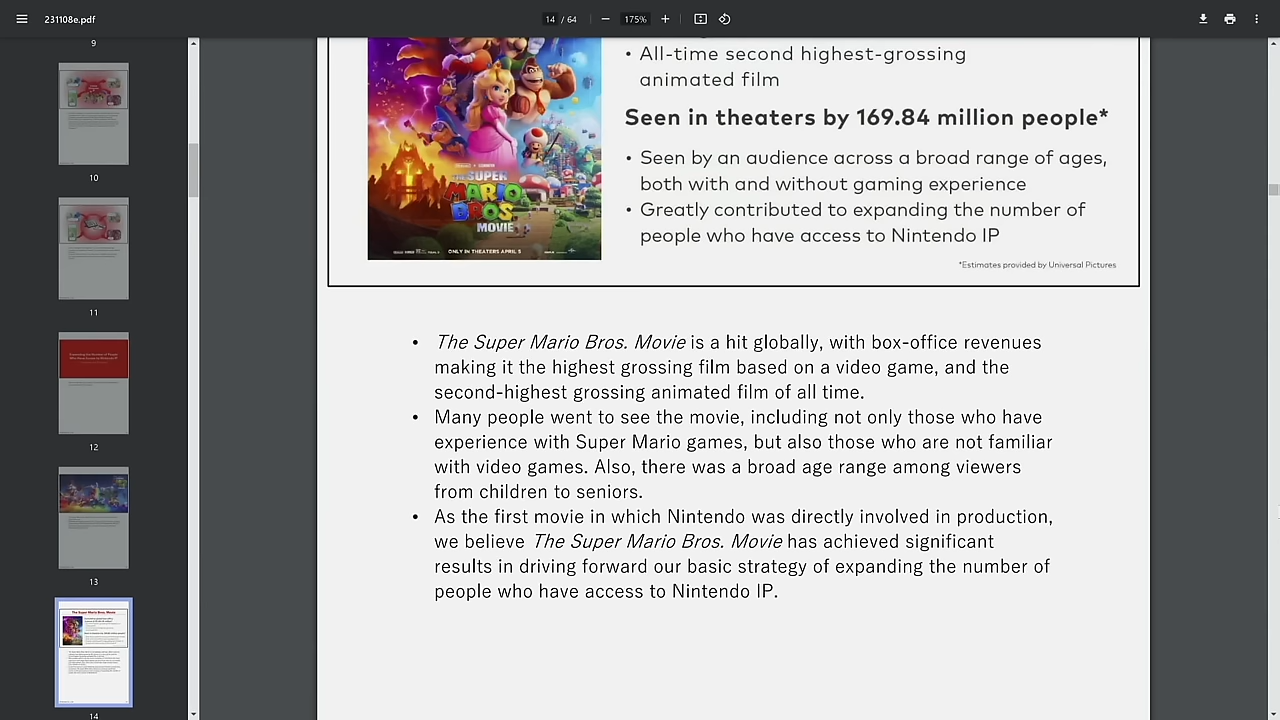 231108e.pdf
14 / 64
175%
9
10
11
12
13
14
• All-time second highest-grossing
animated film
Seen in theaters by 169.84 million people*
• Seen by an audience across a broad range of ages,
both with and without gaming experience
• Greatly contributed to expanding the number of
people who have access to Nintendo IP
*Estimates provided by Universal Pictures
THE SUPER
MARIO
BROS
MOVIE
ONLY IN THEATERS APRIL 5
• The Super Mario Bros. Movie is a hit globally, with box-office revenues
making it the highest grossing film based on a video game, and the
second-highest grossing animated film of all time.
• Many people went to see the movie, including not only those who have
experience with Super Mario games, but also those who are not familiar
with video games. Also, there was a broad age range among viewers
from children to seniors.
• As the first movie in which Nintendo was directly involved in production,
we believe The Super Mario Bros. Movie has achieved significant
results in driving forward our basic strategy of expanding the number of
people who have access to Nintendo IP.